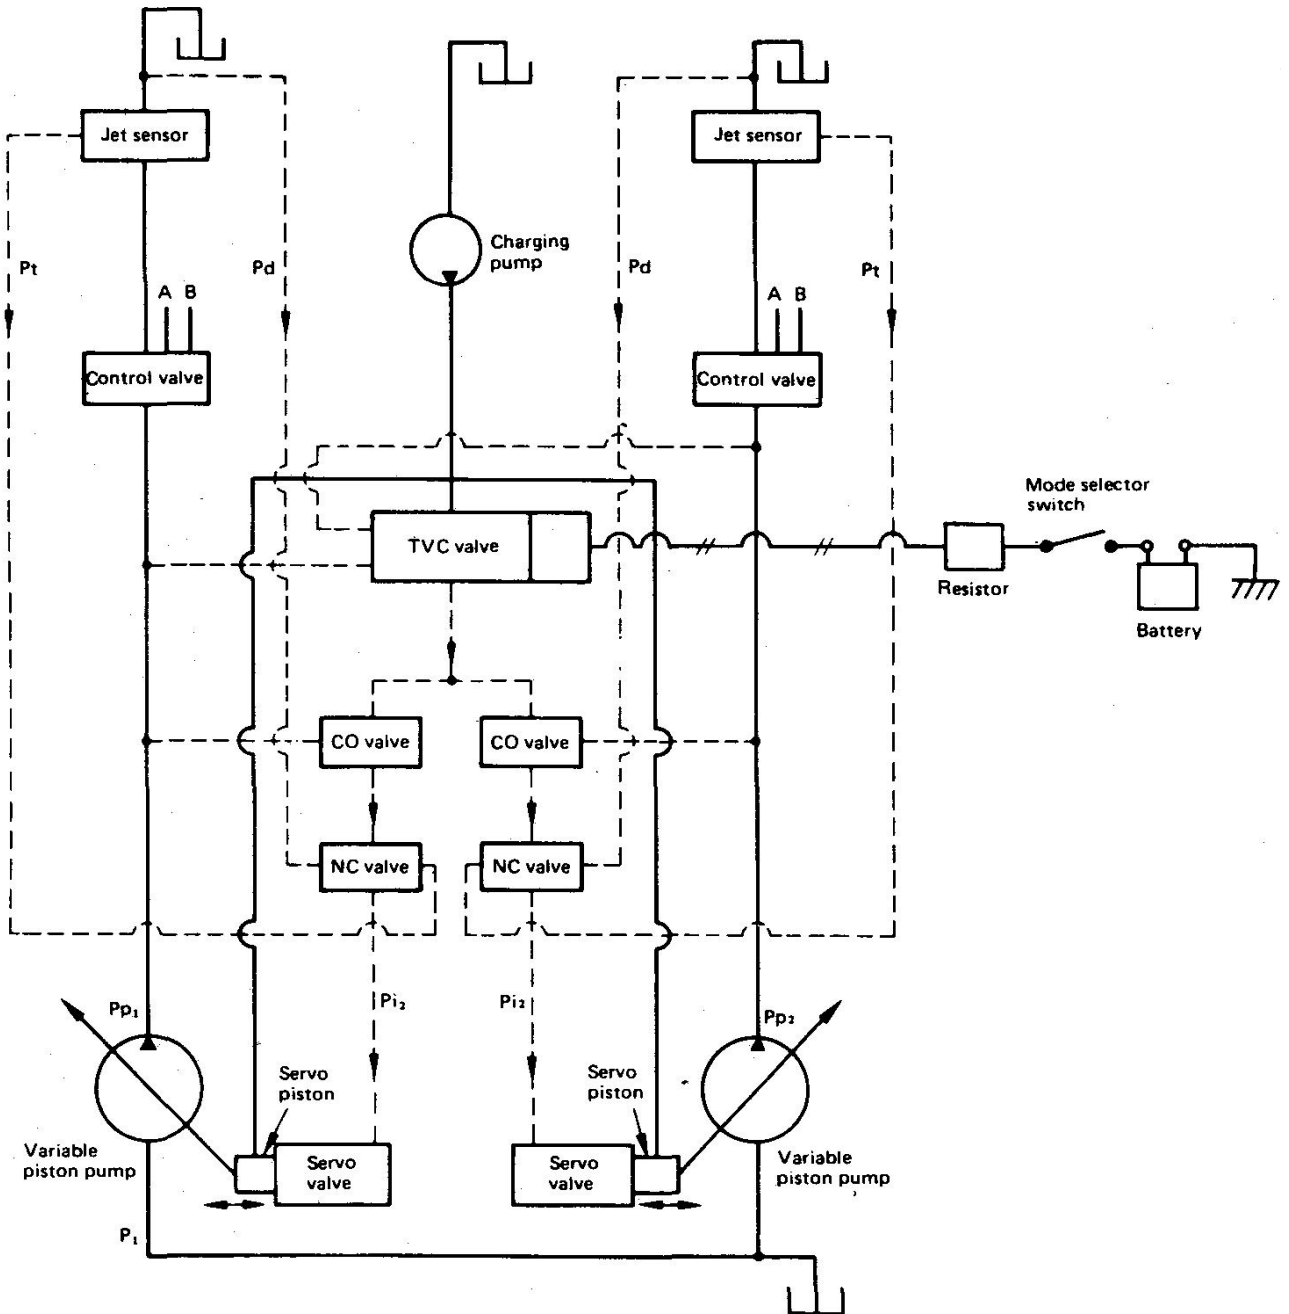 Jet sensor
Jet sensor
Charging
pump
Pt
Pd
Pd
Pt
A B
A B
Control valve
Control valve
Mode selector
switch
TVC valve
Resistor
Battery
CO valve
CO valve
NC valve
NC valve
Pp₁
Pi₂
Pi₂
Pp₂
Servo
piston
Servo
piston
Variable
piston pump
Servo
valve
Servo
valve
Variable
piston pump
P₁